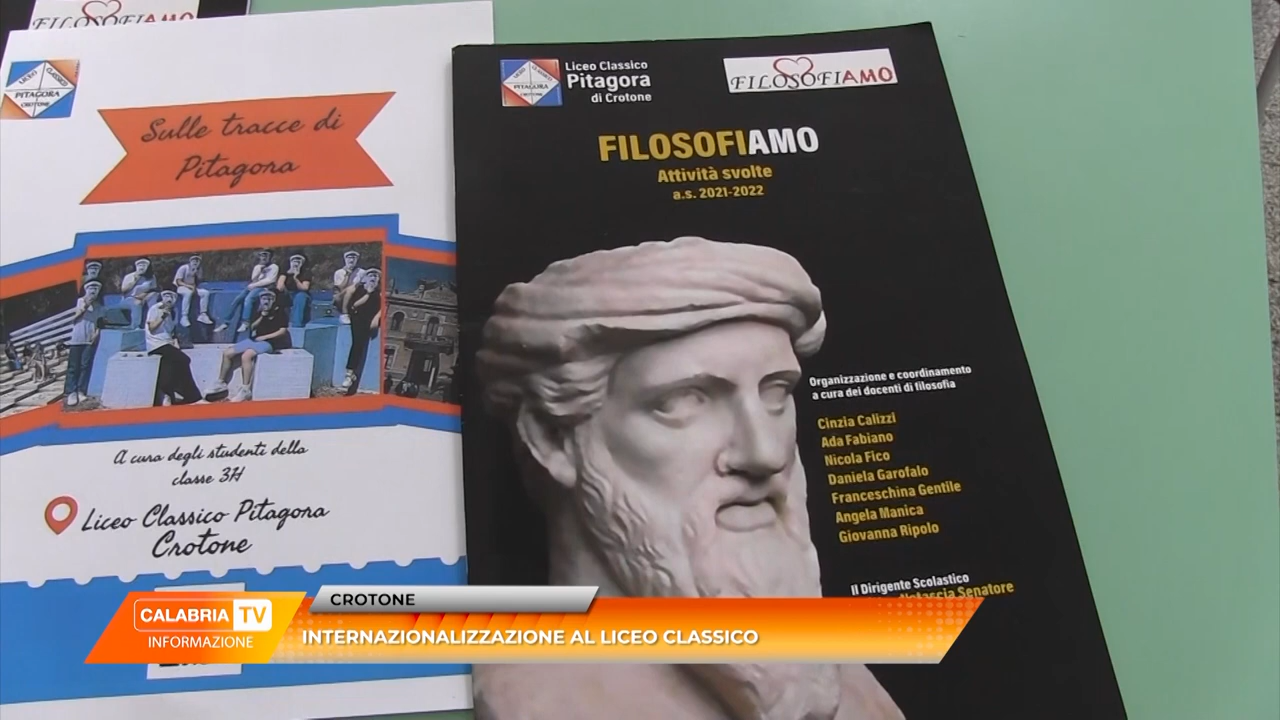 FILOSOFIAMO
LICEO CLASSICO
PITAGORA
CROTONE
Sulle tracce di
Pitagora
A cura degli studenti della
classe 3H
Liceo Classico Pitagora
Crotone
PITAGORA
CROTONE
Liceo Classico
Pitagora
di Crotone
FILOSOFIAMO
FILOSOFIAMO
Attività svolte
a.s. 2021-2022
Organizzazione e coordinamento
a cura dei docenti di filosofia
Cinzia Calizzi
Ada Fabiano
Nicola Fico
Daniela Garofalo
Franceschina Gentile
Angela Manica
Giovanna Ripolo
Il Dirigente Scolastico
Natascia Senatore
CROTONE
CALABRIA TV
INFORMAZIONE
INTERNAZIONALIZZAZIONE AL LICEO CLASSICO